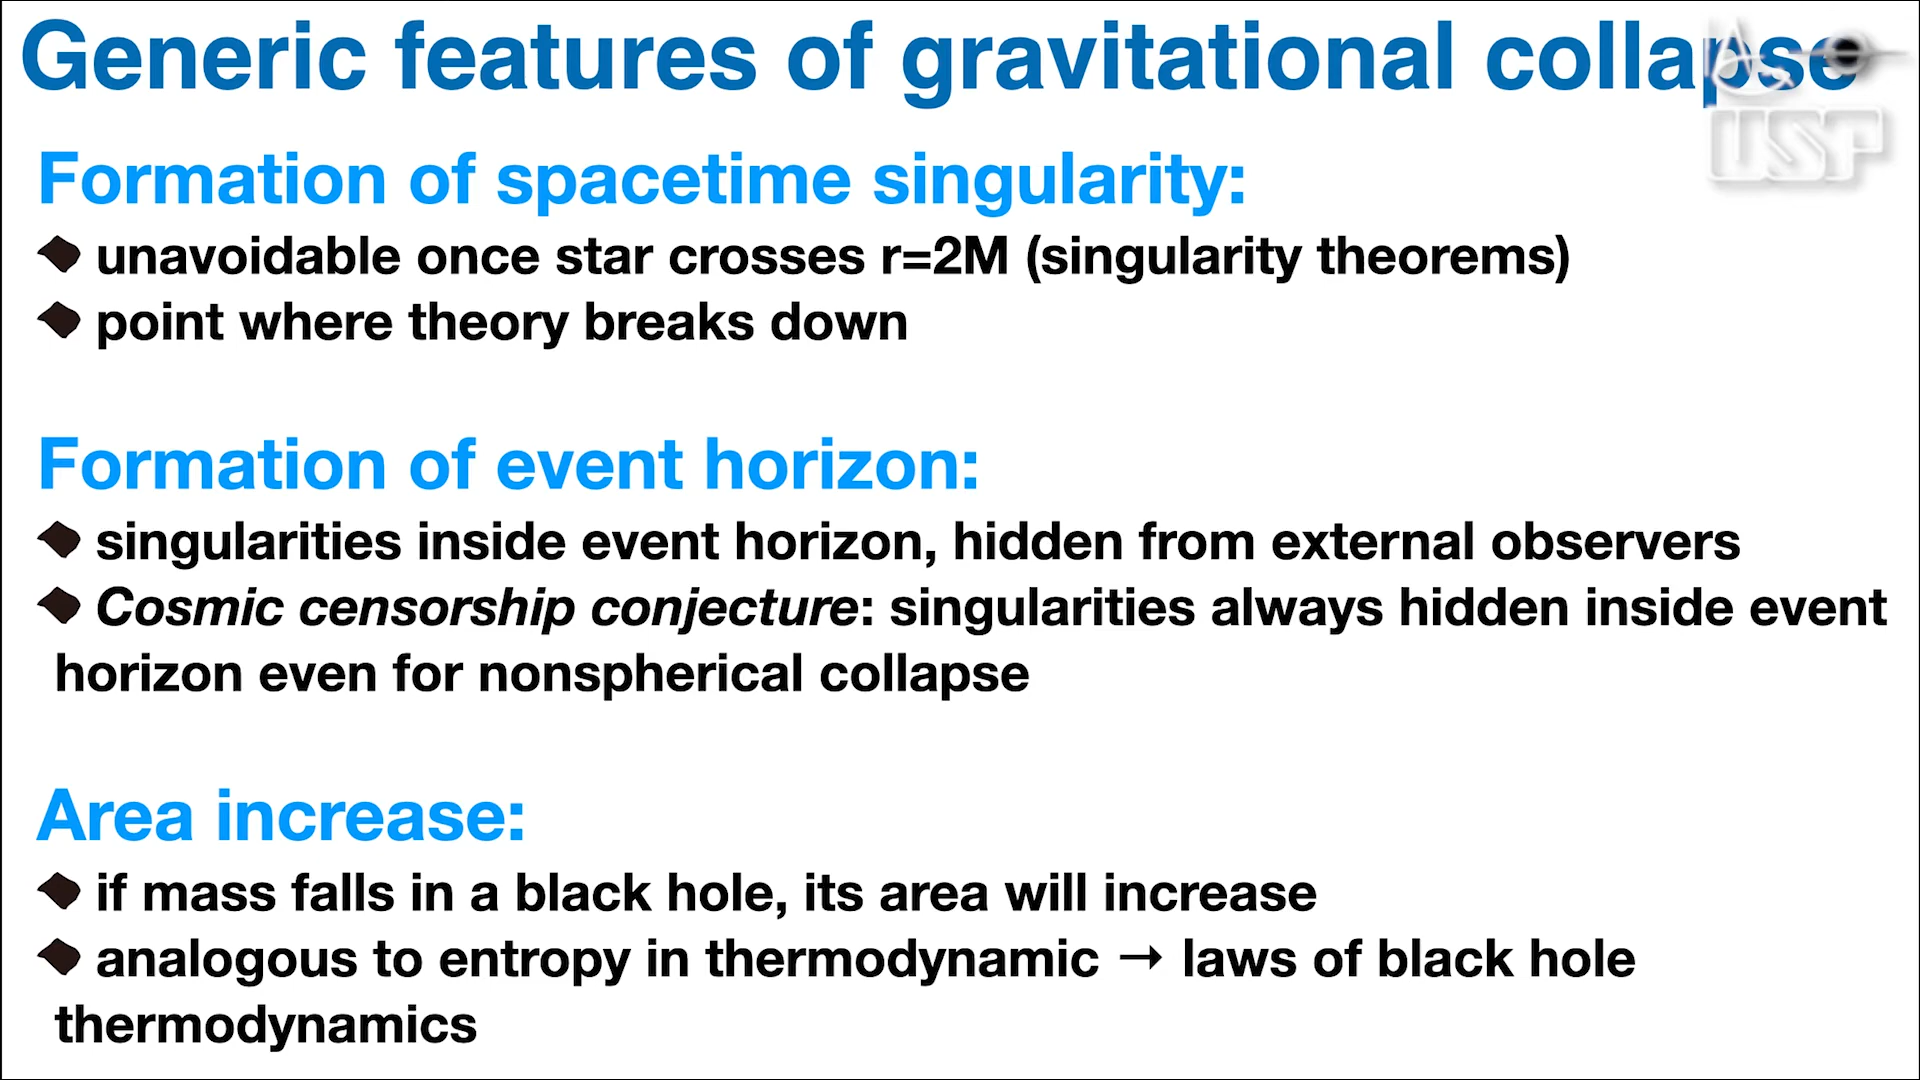 Generic features of gravitational collapse
USP
Formation of spacetime singularity:
unavoidable once star crosses r=2M (singularity theorems)
point where theory breaks down
Formation of event horizon:
singularities inside event horizon, hidden from external observers
Cosmic censorship conjecture: singularities always hidden inside event
horizon even for nonspherical collapse
Area increase:
if mass falls in a black hole, its area will increase
analogous to entropy in thermodynamic → laws of black hole
thermodynamics